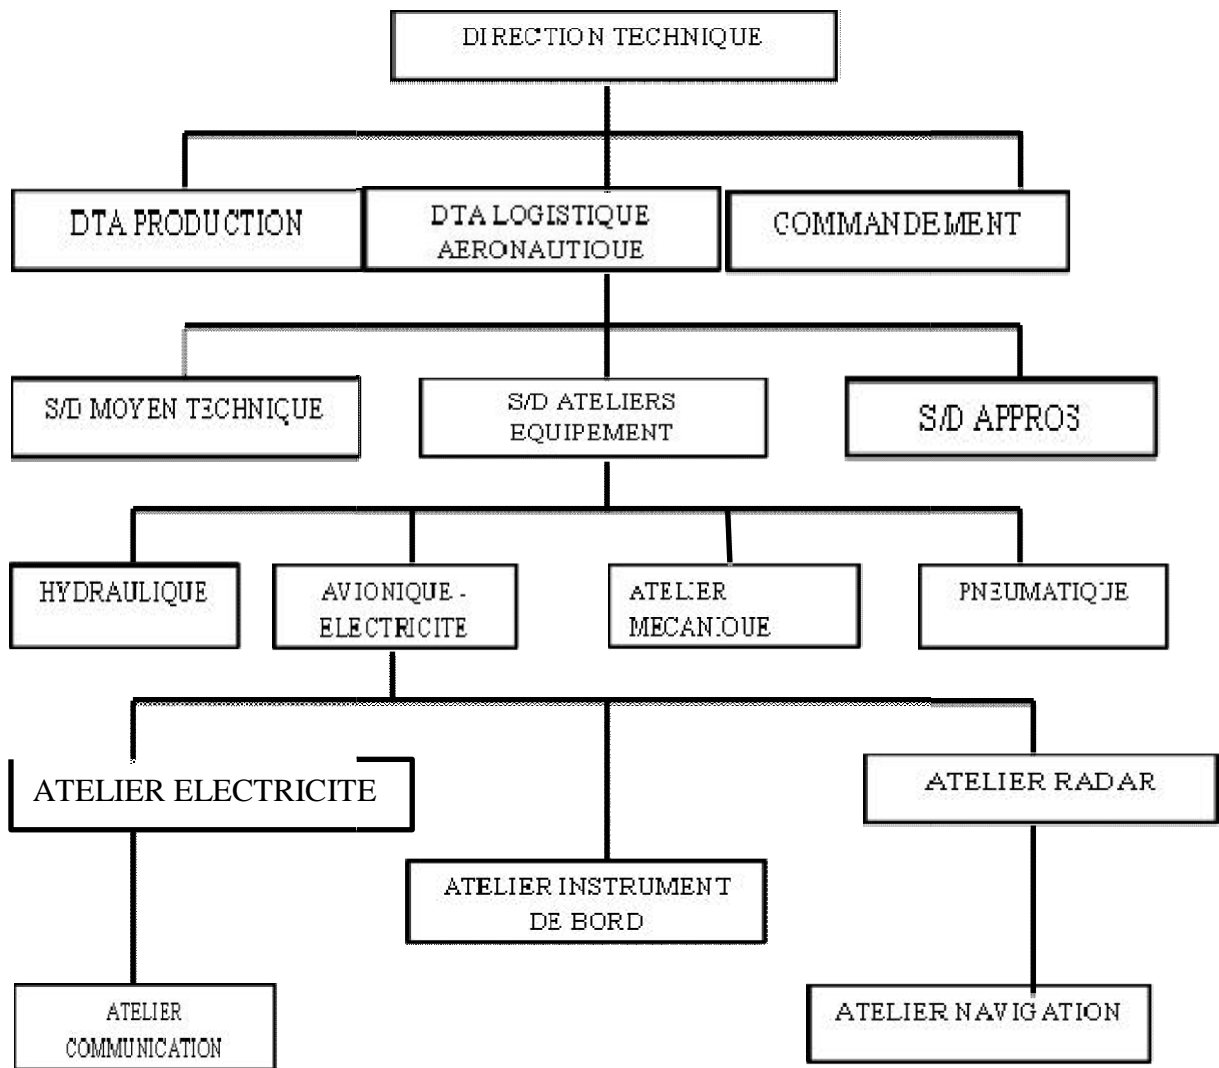 DIRECTION TECHNIQUE
DTA PRODUCTION
DTA LOGISTIQUE
AERONAUTIQUE
COMMANDEMENT
S/D MOYEN TECHNIQUE
S/D ATELIERS
EQUIPEMENT
S/D APPROS
HYDRAULIQUE
AVIONIQUE -
ELECTRICITE
ATELIER
MECANIQUE
PNEUMATIQUE
ATELIER ELECTRICITE
ATELIER RADAR
ATELIER INSTRUMENT
DE BORD
ATELIER
COMMUNICATION
ATELIER NAVIGATION